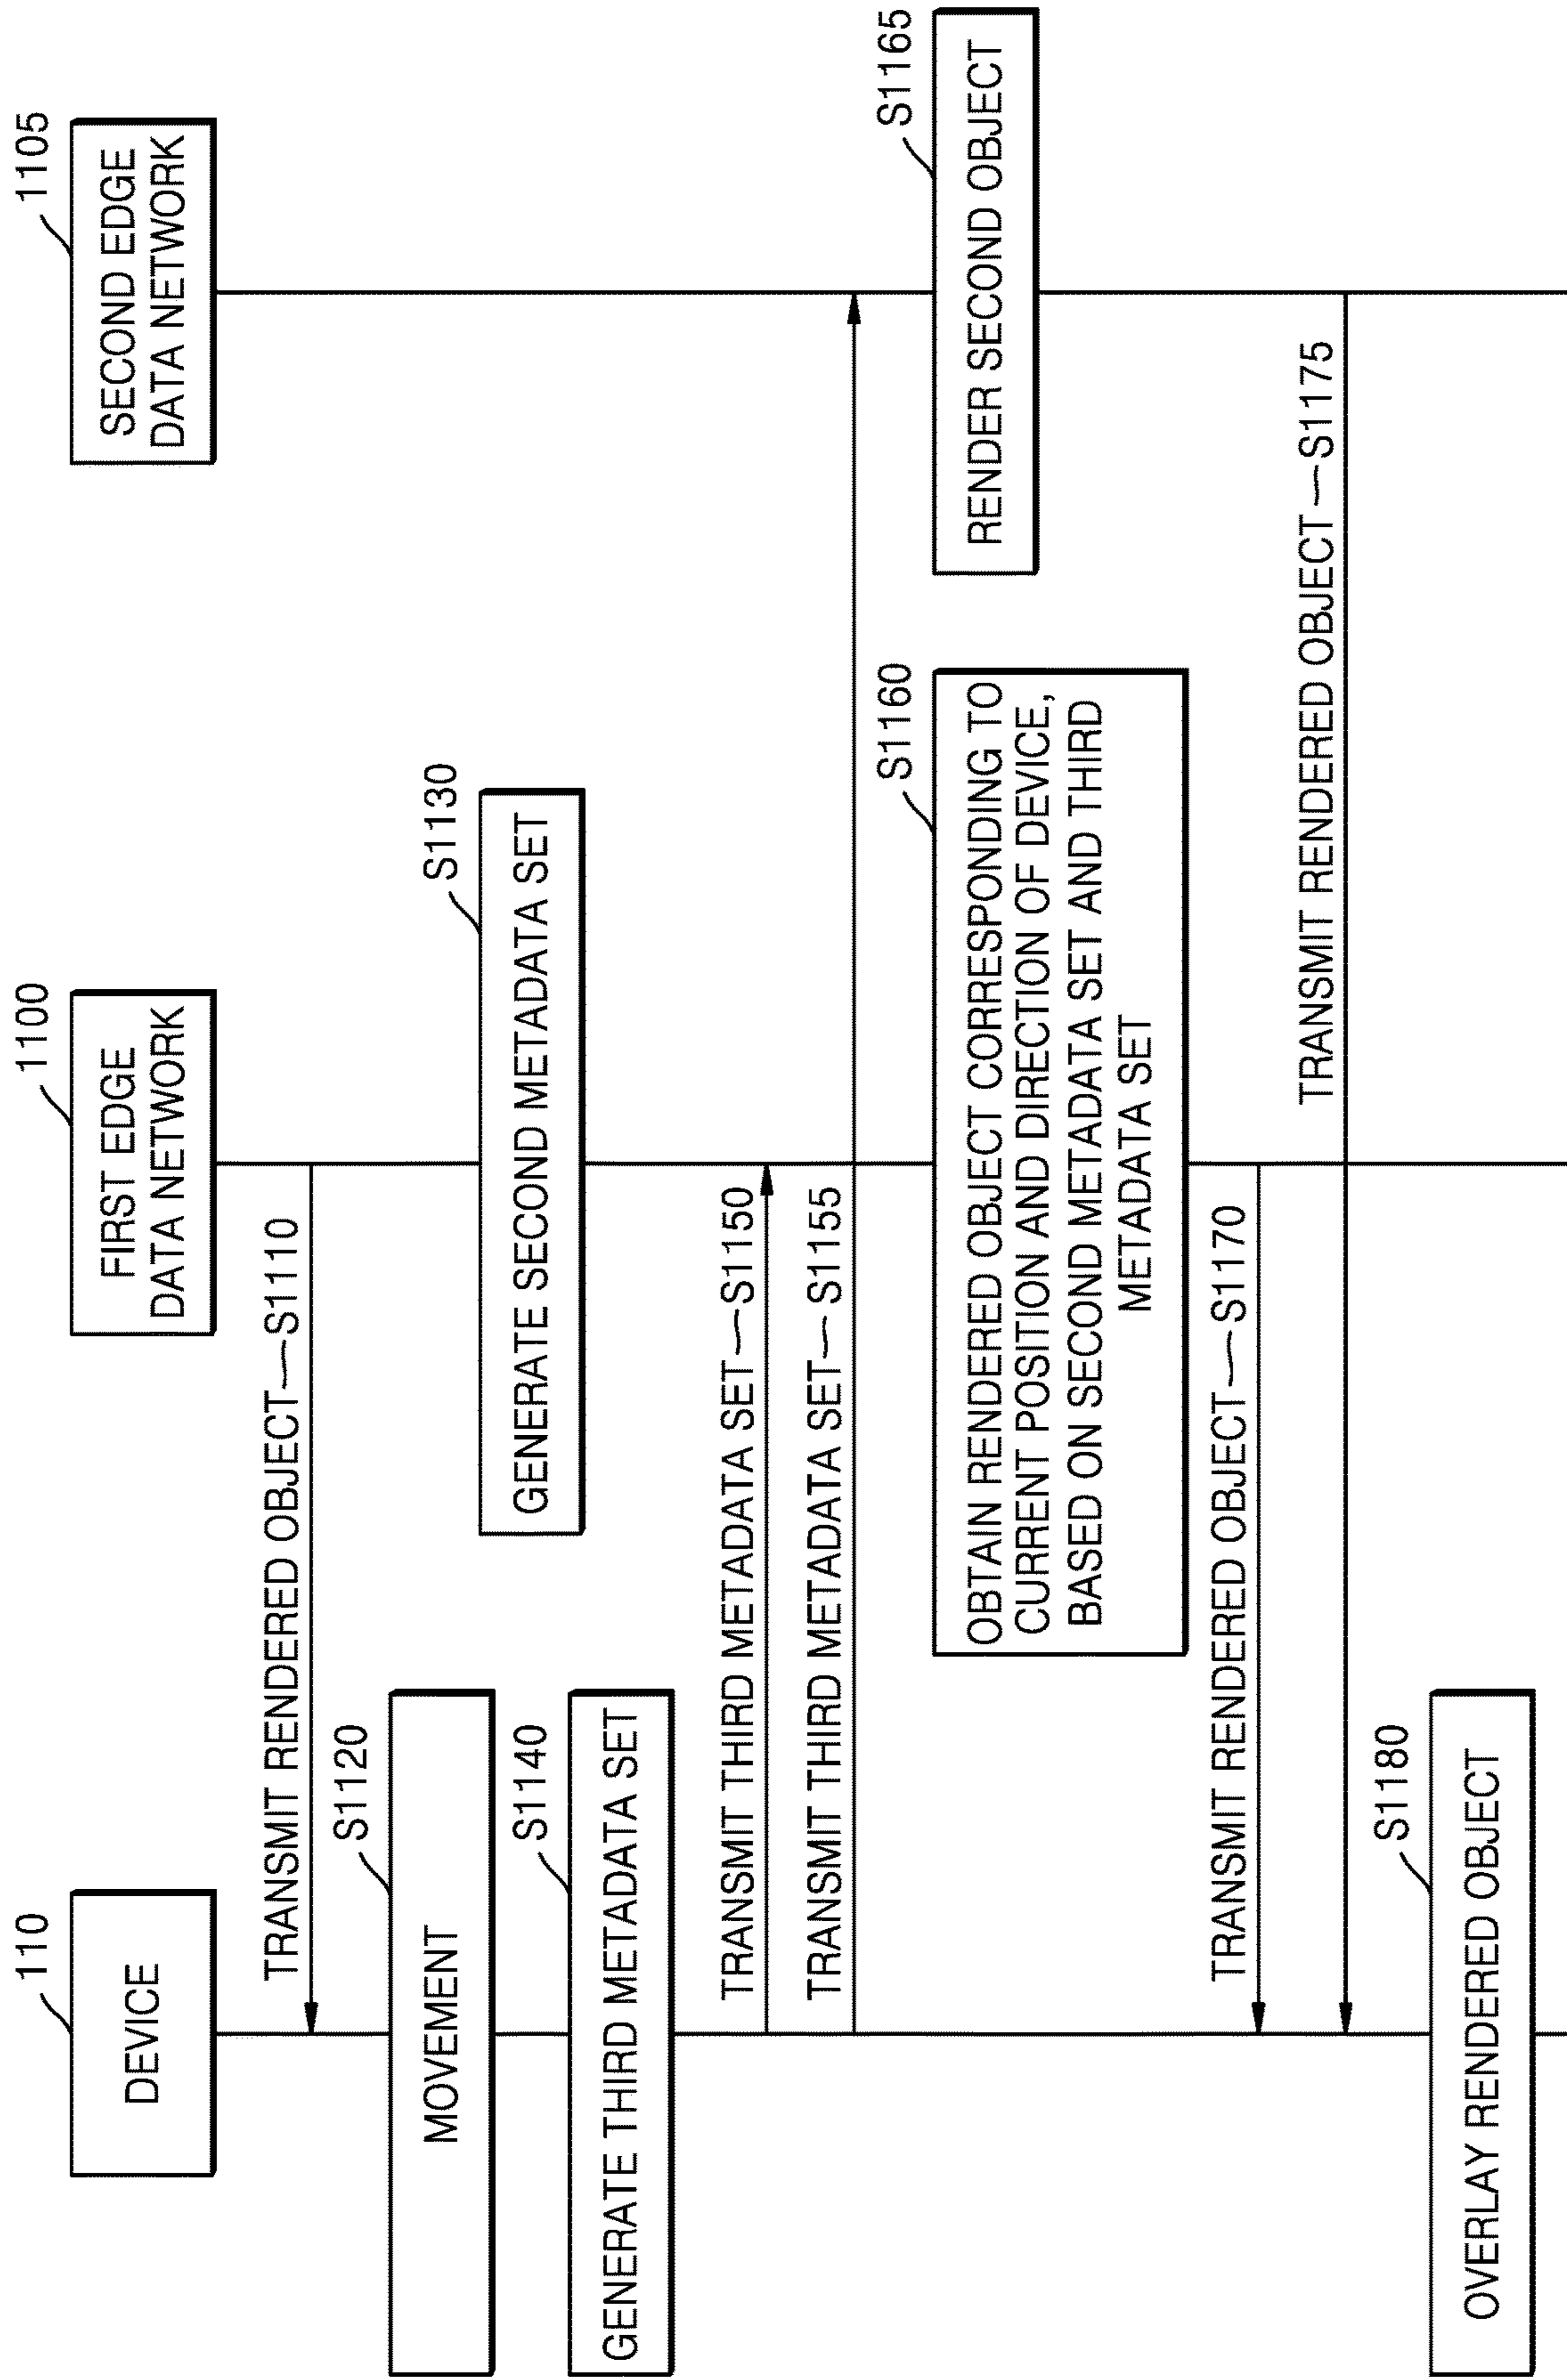 110
DEVICE
1100
FIRST EDGE
DATA NETWORK
1105
SECOND EDGE
DATA NETWORK
TRANSMIT RENDERED OBJECT S1110
S1120
MOVEMENT
S1130
GENERATE SECOND METADATA SET
S1140
GENERATE THIRD METADATA SET
TRANSMIT THIRD METADATA SET S1150
TRANSMIT THIRD METADATA SET S1155
S1160
OBTAIN RENDERED OBJECT CORRESPONDING TO
CURRENT POSITION AND DIRECTION OF DEVICE,
BASED ON SECOND METADATA SET AND THIRD
METADATA SET
S1165
RENDER SECOND OBJECT
TRANSMIT RENDERED OBJECT S1170
TRANSMIT RENDERED OBJECT S1175
S1180
OVERLAY RENDERED OBJECT